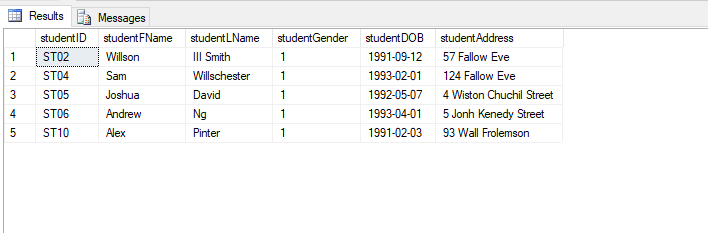 Results Messages
studentID studentFName studentLName studentGender studentDOB studentAddress
1 ST02 Willson III Smith 1 1991-09-12 57 Fallow Eve
2 ST04 Sam Willschester 1 1993-02-01 124 Fallow Eve
3 ST05 Joshua David 1 1992-05-07 4 Wiston Chuchil Street
4 ST06 Andrew Ng 1 1993-04-01 5 Jonh Kenedy Street
5 ST10 Alex Pinter 1 1991-02-03 93 Wall Frolemson